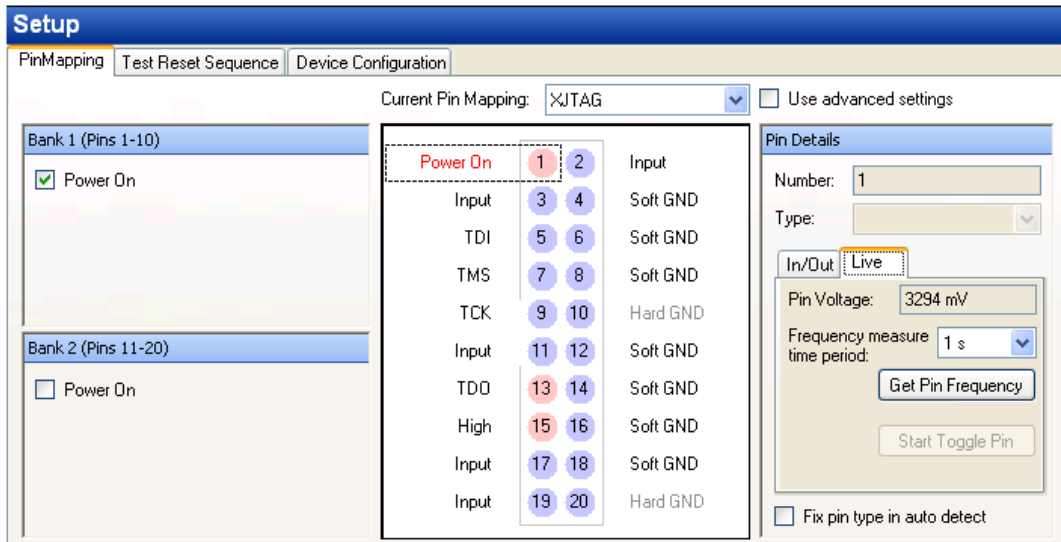 Setup
PinMapping Test Reset Sequence Device Configuration
Current Pin Mapping: XJTAG Use advanced settings
Bank 1 (Pins 1-10)
Power On
Bank 2 (Pins 11-20)
Power On
Power On 1 2 Input
Input 3 4 Soft GND
TDI 5 6 Soft GND
TMS 7 8 Soft GND
TCK 9 10 Hard GND
Input 11 12 Soft GND
TDO 13 14 Soft GND
High 15 16 Soft GND
Input 17 18 Soft GND
Input 19 20 Hard GND
Pin Details
Number: 1
Type:
In/Out Live
Pin Voltage: 3294 mV
Frequency measure
time period: 1 s
Get Pin Frequency
Start Toggle Pin
Fix pin type in auto detect